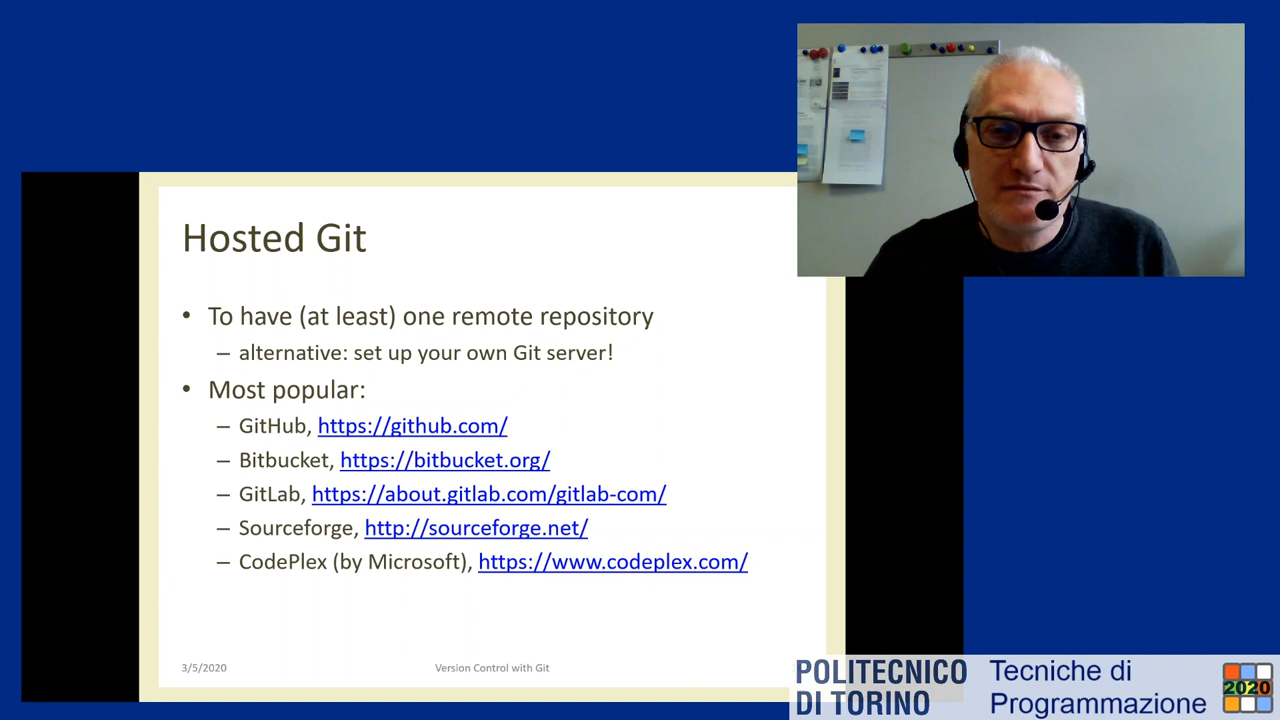 Hosted Git
• To have (at least) one remote repository
– alternative: set up your own Git server!
• Most popular:
– GitHub, https://github.com/
– Bitbucket, https://bitbucket.org/
– GitLab, https://about.gitlab.com/gitlab-com/
– Sourceforge, http://sourceforge.net/
– CodePlex (by Microsoft), https://www.codeplex.com/
3/5/2020
Version Control with Git
POLITECNICO
DI TORINO
Tecniche di
Programmazione
2020